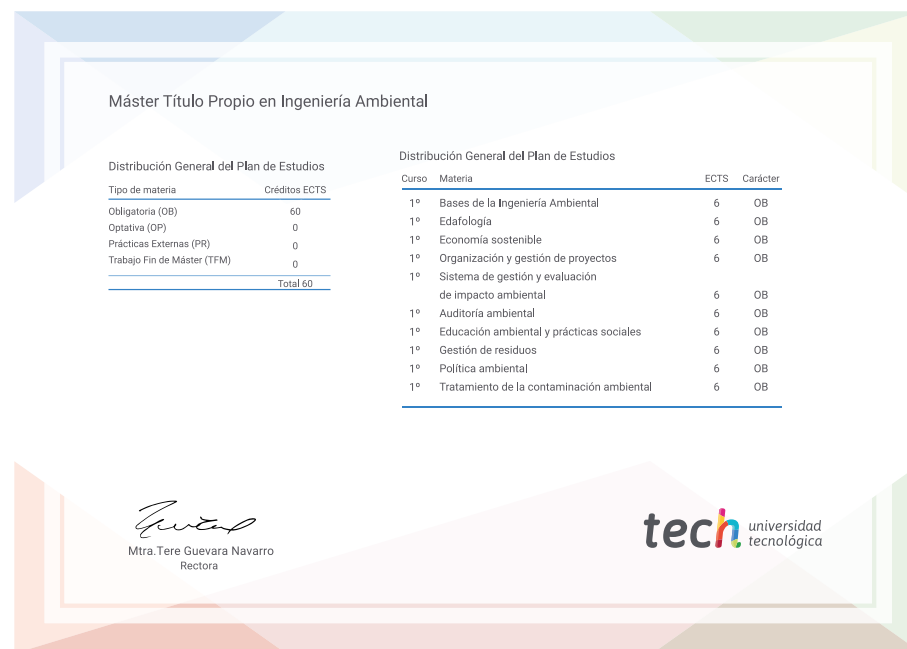 Máster Título Propio en Ingeniería Ambiental
Distribución General del Plan de Estudios
Tipo de materia Créditos ECTS
Obligatoria (OB) 60
Optativa (OP) 0
Prácticas Externas (PR) 0
Trabajo Fin de Máster (TFM) 0
Total 60
Distribución General del Plan de Estudios
Curso Materia ECTS Carácter
1º Bases de la Ingeniería Ambiental 6 OB
1º Edafología 6 OB
1º Economía sostenible 6 OB
1º Organización y gestión de proyectos 6 OB
1º Sistema de gestión y evaluación
de impacto ambiental 6 OB
1º Auditoría ambiental 6 OB
1º Educación ambiental y prácticas sociales 6 OB
1º Gestión de residuos 6 OB
1º Política ambiental 6 OB
1º Tratamiento de la contaminación ambiental 6 OB
Mtra.Tere Guevara Navarro
Rectora
tech universidad
tecnológica